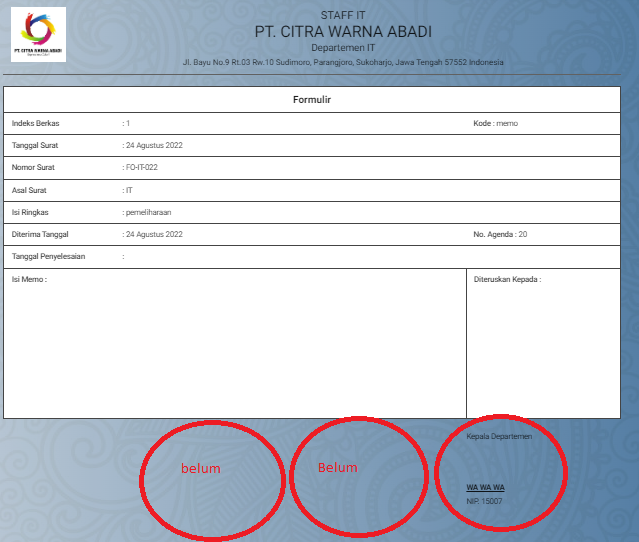 STAFF IT
PT. CITRA WARNA ABADI
Departemen IT
Jl. Bayu No.9 Rt.03 Rw.10 Sudimoro, Parangjoro, Sukoharjo, Jawa Tengah 57552 Indonesia
PT. CITRA WARNA ABADI
Formulir
Indeks Berkas : 1 Kode : memo
Tanggal Surat : 24 Agustus 2022
Nomor Surat : FO-IT-022
Asal Surat : IT
Isi Ringkas : pemeliharaan
Diterima Tanggal : 24 Agustus 2022 No. Agenda : 20
Tanggal Penyelesaian :
Isi Memo : Diteruskan Kepada :
Kepala Departemen
belum Belum
WA WA WA
NIP. 15007